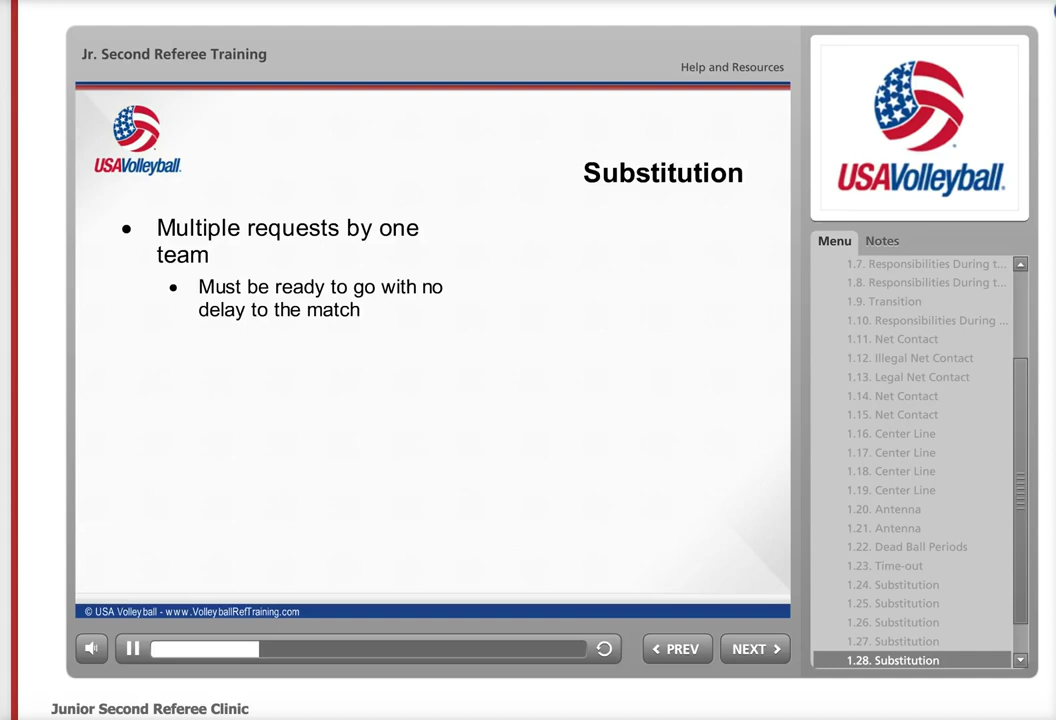 Jr. Second Referee Training
Help and Resources
USAVolleyball.
Substitution
• Multiple requests by one
team
• Must be ready to go with no
delay to the match
© USA Volleyball - www.VolleyballRefTraining.com
PREV
NEXT
USAVolleyball.
Menu
Notes
1.7. Responsibilities During t...
1.8. Responsibilities During t...
1.9. Transition
1.10. Responsibilities During ...
1.11. Net Contact
1.12. Illegal Net Contact
1.13. Legal Net Contact
1.14. Net Contact
1.15. Net Contact
1.16. Center Line
1.17. Center Line
1.18. Center Line
1.19. Center Line
1.20. Antenna
1.21. Antenna
1.22. Dead Ball Periods
1.23. Time-out
1.24. Substitution
1.25. Substitution
1.26. Substitution
1.27. Substitution
1.28. Substitution
Junior Second Referee Clinic